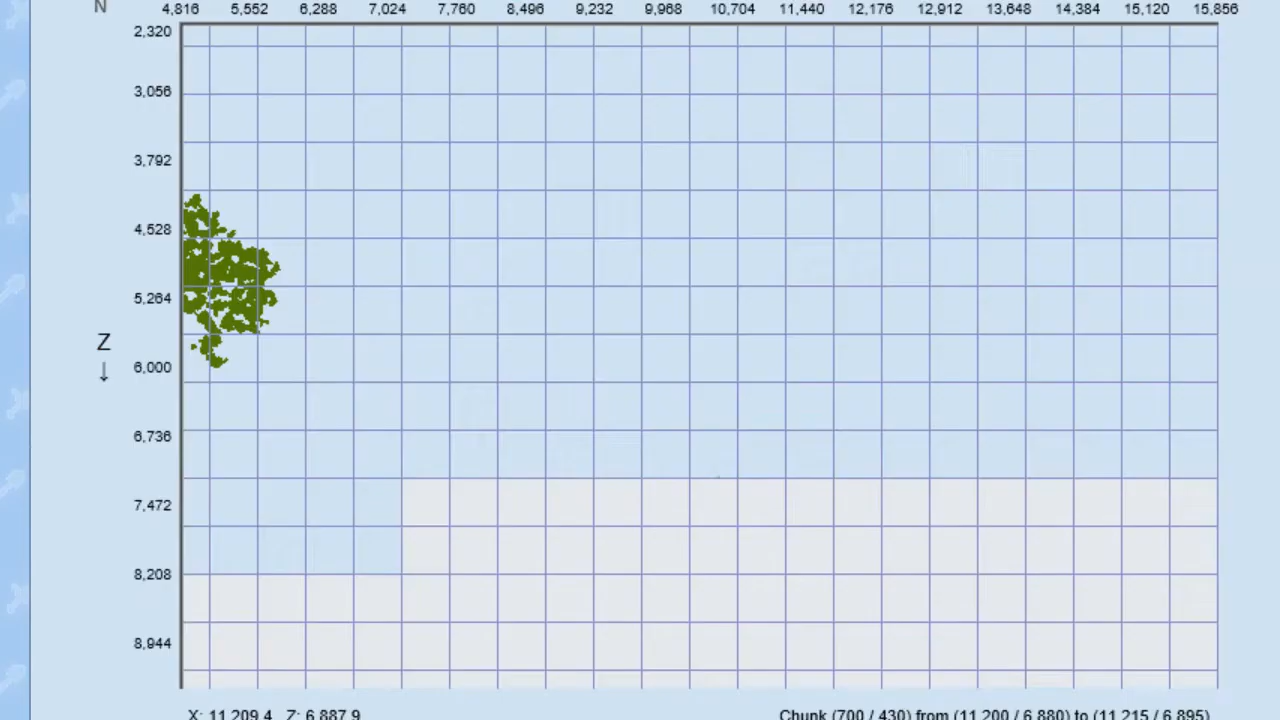 N
4,816 5,552 6,288 7,024 7,760 8,496 9,232 9,968 10,704 11,440 12,176 12,912 13,648 14,384 15,120 15,856
2,320
3,056
3,792
4,528
5,264
Z
↓
6,000
6,736
7,472
8,208
8,944
X: 11,209.4 Z: 6,887.9
Chunk (700 / 430) from (11,200 / 6,880) to (11,215 / 6,895)